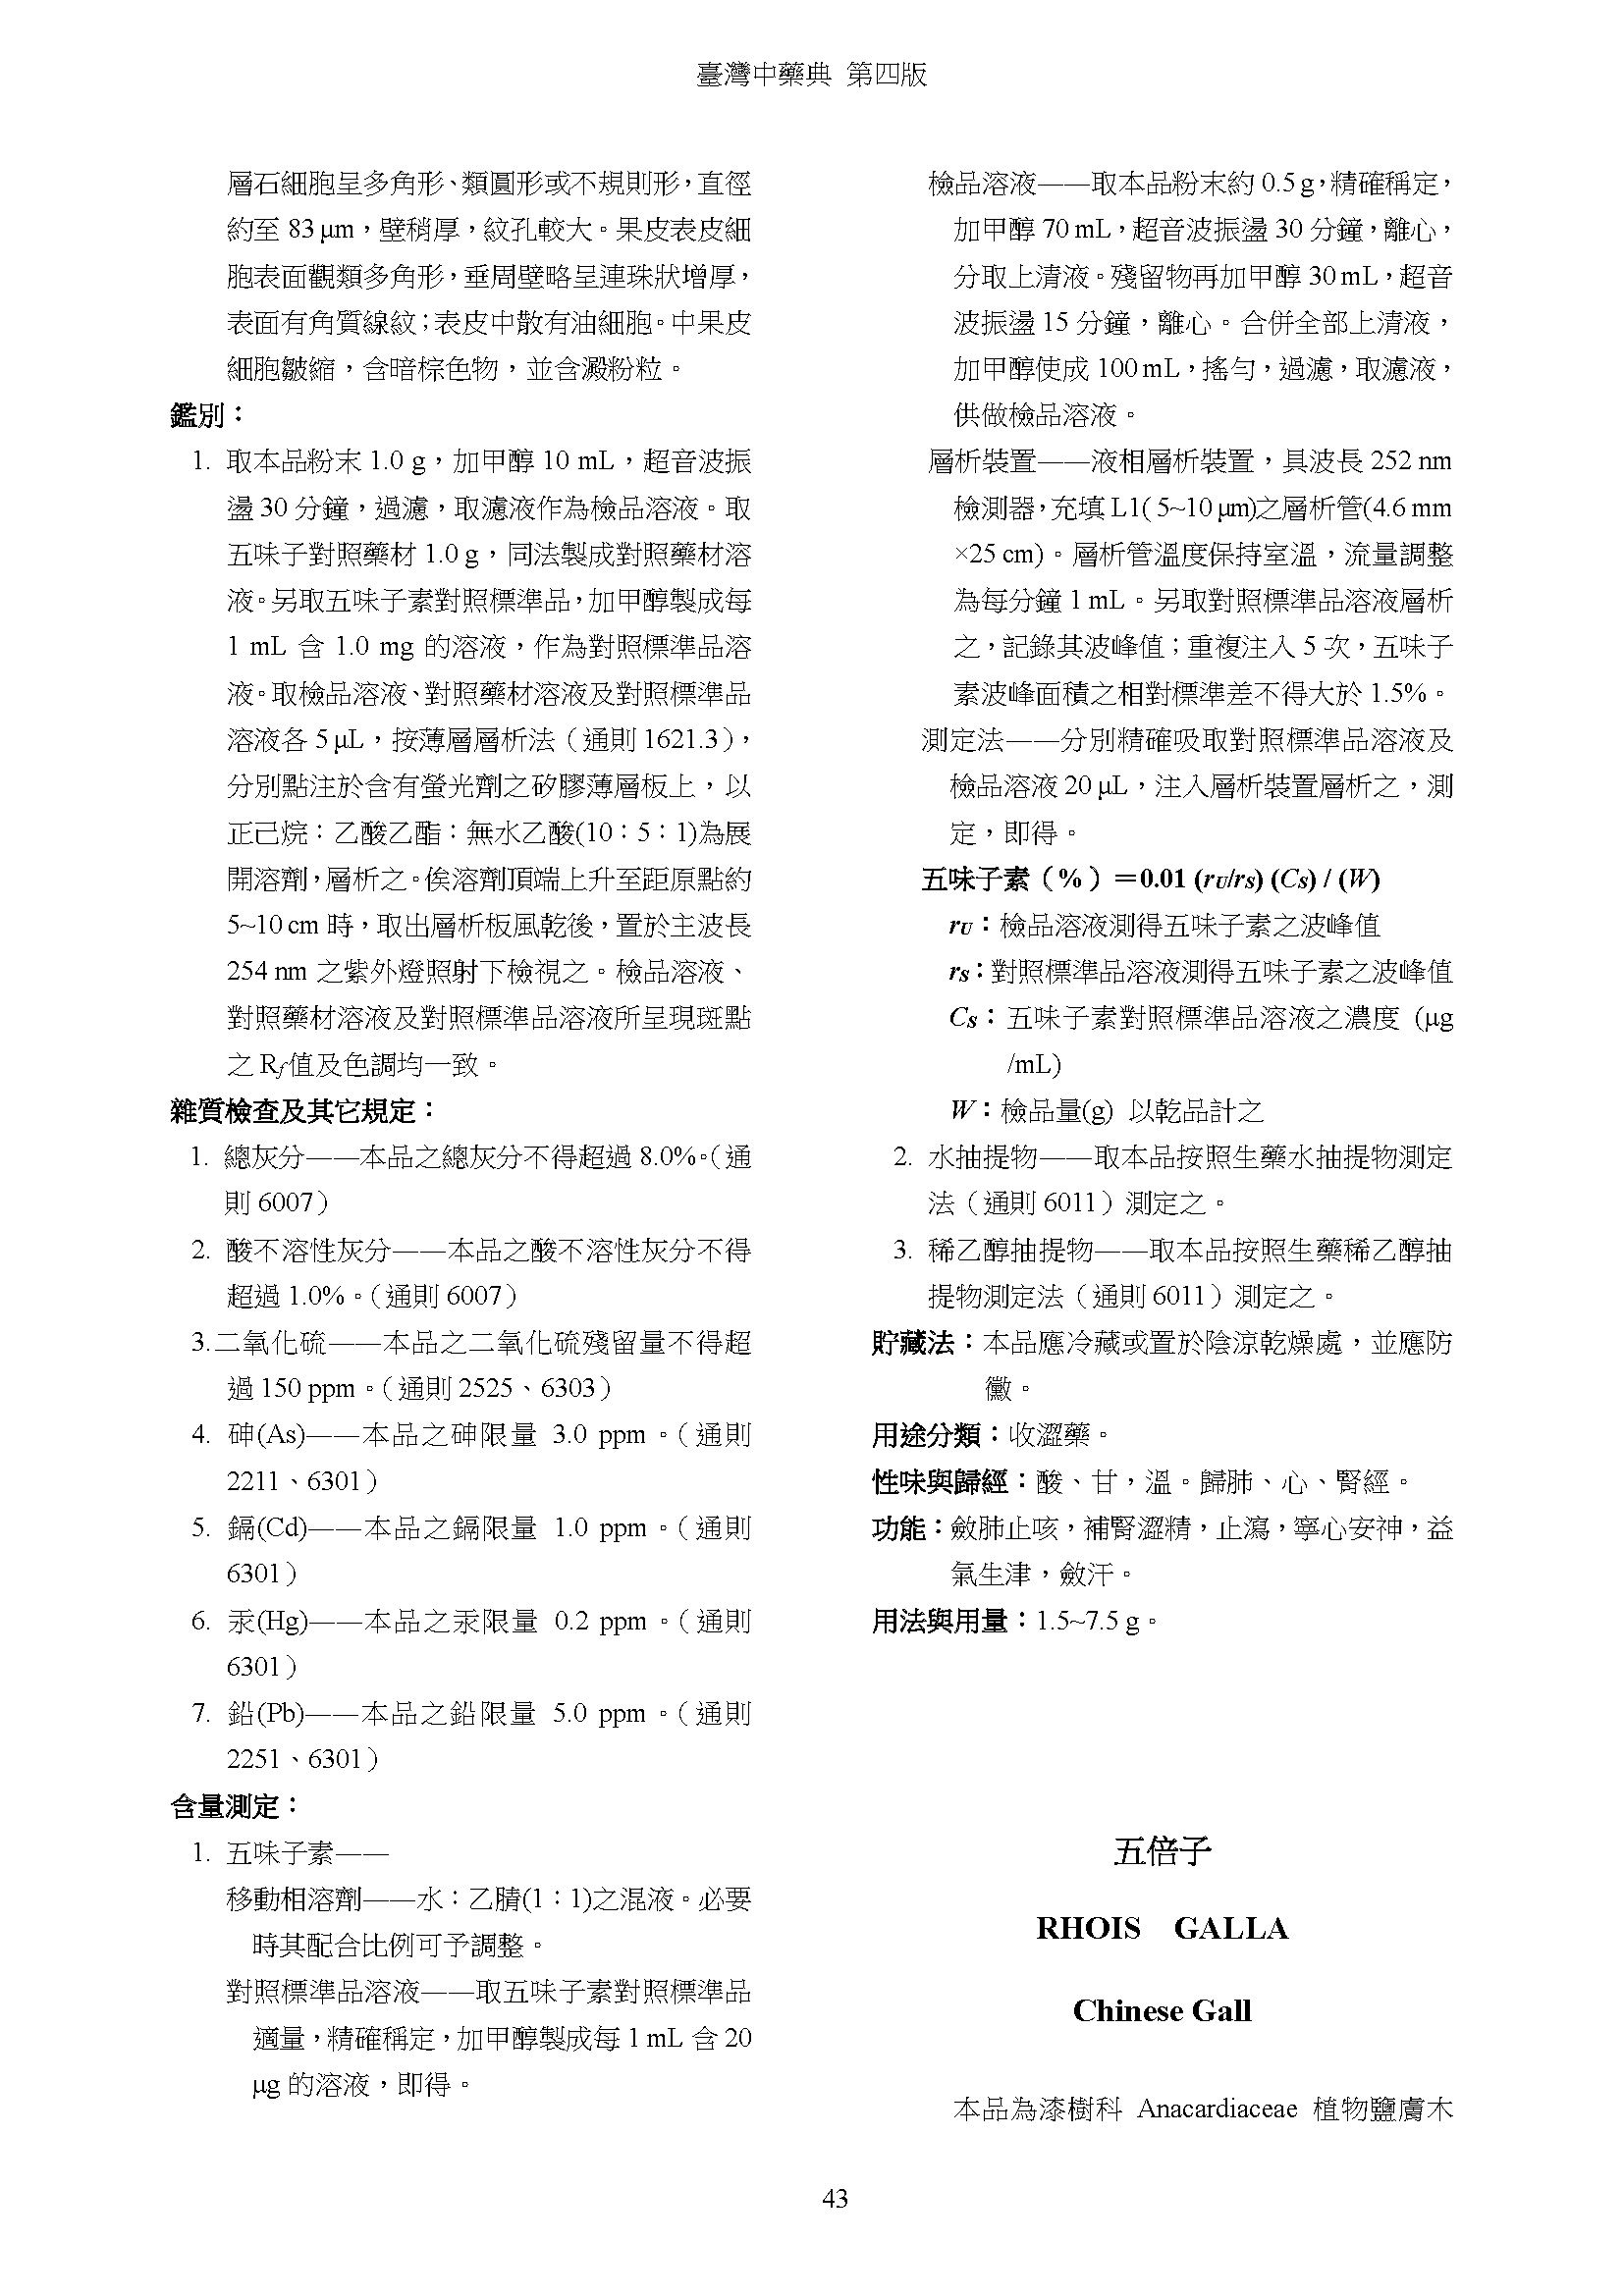 臺灣中藥典 第四版
層石細胞呈多角形、類圓形或不規則形，直徑
約至 83 μm，壁稍厚，紋孔較大。果皮表皮細
胞表面觀類多角形，垂周壁略呈連珠狀增厚，
表面有角質線紋；表皮中散有油細胞。中果皮
細胞皺縮，含暗棕色物，並含澱粉粒。
鑑別：
1. 取本品粉末 1.0 g，加甲醇 10 mL，超音波振
盪 30 分鐘，過濾，取濾液作為檢品溶液。取
五味子對照藥材 1.0 g，同法製成對照藥材溶
液。另取五味子素對照標準品，加甲醇製成每
1 mL 含 1.0 mg 的溶液，作為對照標準品溶
液。取檢品溶液、對照藥材溶液及對照標準品
溶液各 5 μL，按薄層層析法（通則 1621.3），
分別點注於含有螢光劑之矽膠薄層板上，以
正己烷：乙酸乙酯：無水乙酸(10：5：1)為展
開溶劑，層析之。俟溶劑頂端上升至距原點約
5~10 cm 時，取出層析板風乾後，置於主波長
254 nm 之紫外燈照射下檢視之。檢品溶液、
對照藥材溶液及對照標準品溶液所呈現斑點
之 Rf值及色調均一致。
雜質檢查及其它規定：
1. 總灰分——本品之總灰分不得超過 8.0%。（通
則 6007）
2. 酸不溶性灰分——本品之酸不溶性灰分不得
超過 1.0%。（通則 6007）
3.二氧化硫——本品之二氧化硫殘留量不得超
過 150 ppm。（通則 2525、6303）
4. 砷(As)——本品之砷限量 3.0 ppm。（通則
2211、6301）
5. 鎘(Cd)——本品之鎘限量 1.0 ppm。（通則
6301）
6. 汞(Hg)——本品之汞限量 0.2 ppm。（通則
6301）
7. 鉛(Pb)——本品之鉛限量 5.0 ppm。（通則
2251、6301）
含量測定：
1. 五味子素——
移動相溶劑——水：乙腈(1：1)之混液。必要
時其配合比例可予調整。
對照標準品溶液——取五味子素對照標準品
適量，精確稱定，加甲醇製成每 1 mL 含 20
μg 的溶液，即得。
檢品溶液——取本品粉末約 0.5 g，精確稱定，
加甲醇 70 mL，超音波振盪 30 分鐘，離心，
分取上清液。殘留物再加甲醇 30 mL，超音
波振盪 15 分鐘，離心。合併全部上清液，
加甲醇使成 100 mL，搖勻，過濾，取濾液，
供做檢品溶液。
層析裝置——液相層析裝置，具波長 252 nm
檢測器，充填 L1( 5~10 μm)之層析管(4.6 mm
×25 cm)。層析管溫度保持室溫，流量調整
為每分鐘 1 mL。另取對照標準品溶液層析
之，記錄其波峰值；重複注入 5 次，五味子
素波峰面積之相對標準差不得大於 1.5%。
測定法——分別精確吸取對照標準品溶液及
檢品溶液 20 μL，注入層析裝置層析之，測
定，即得。
五味子素（%）＝0.01 (rU/rS) (CS) / (W)
rU：檢品溶液測得五味子素之波峰值
rS：對照標準品溶液測得五味子素之波峰值
CS：五味子素對照標準品溶液之濃度 (μg
/mL)
W：檢品量(g) 以乾品計之
2. 水抽提物——取本品按照生藥水抽提物測定
法（通則 6011）測定之。
3. 稀乙醇抽提物——取本品按照生藥稀乙醇抽
提物測定法（通則 6011）測定之。
貯藏法：本品應冷藏或置於陰涼乾燥處，並應防
黴。
用途分類：收澀藥。
性味與歸經：酸、甘，溫。歸肺、心、腎經。
功能：斂肺止咳，補腎澀精，止瀉，寧心安神，益
氣生津，斂汗。
用法與用量：1.5~7.5 g。
五倍子
RHOIS GALLA
Chinese Gall
本品為漆樹科 Anacardiaceae 植物鹽膚木
43